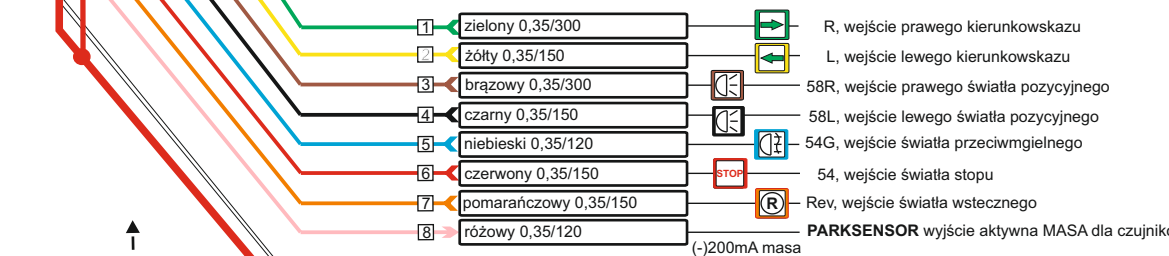 1 zielony 0,35/300 R, wejście prawego kierunkowskazu
2 żółty 0,35/150 L, wejście lewego kierunkowskazu
3 brązowy 0,35/300 58R, wejście prawego światła pozycyjnego
4 czarny 0,35/150 58L, wejście lewego światła pozycyjnego
5 niebieski 0,35/120 54G, wejście światła przeciwmgielnego
6 czerwony 0,35/150 STOP 54, wejście światła stopu
7 pomarańczowy 0,35/150 R Rev, wejście światła wstecznego
8 różowy 0,35/120 PARKSENSOR wyjście aktywna MASA dla
(-)200mA masa